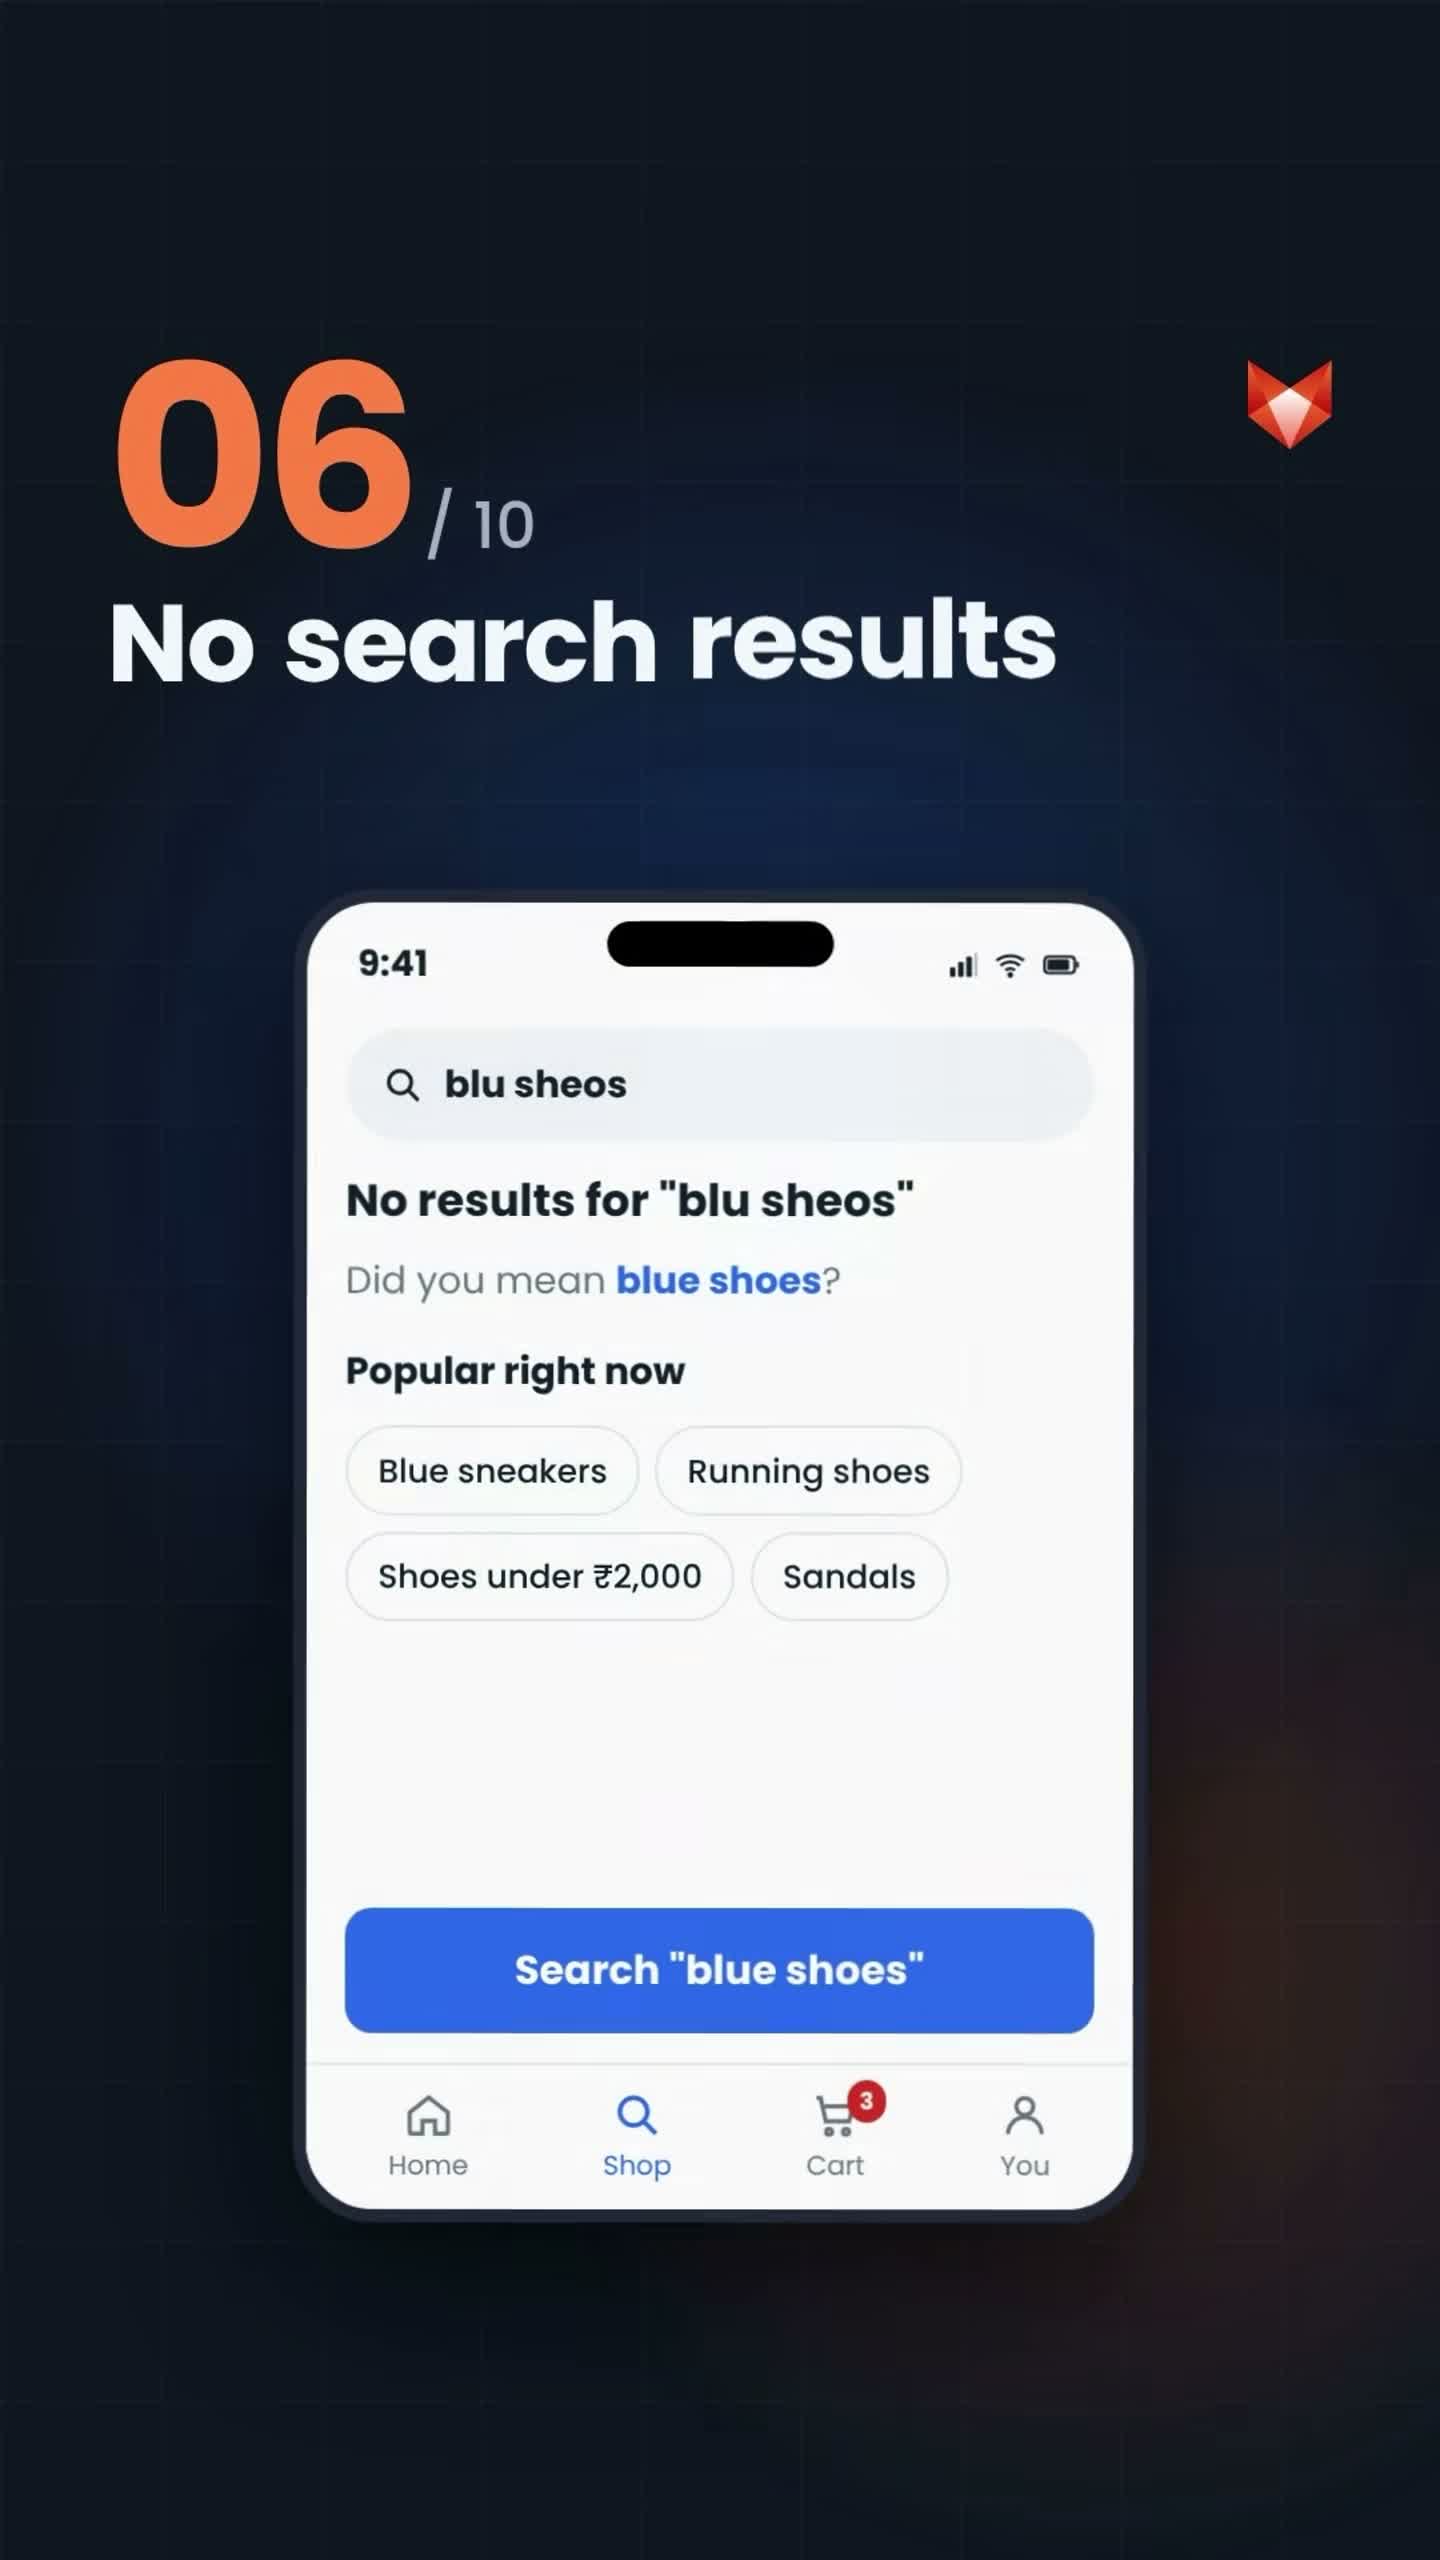 06 / 10
No search results
9:41
blu sheos
No results for "blu sheos"
Did you mean blue shoes?
Popular right now
Blue sneakers Running shoes
Shoes under ₹2,000 Sandals
Search "blue shoes"
3
Home Shop Cart You